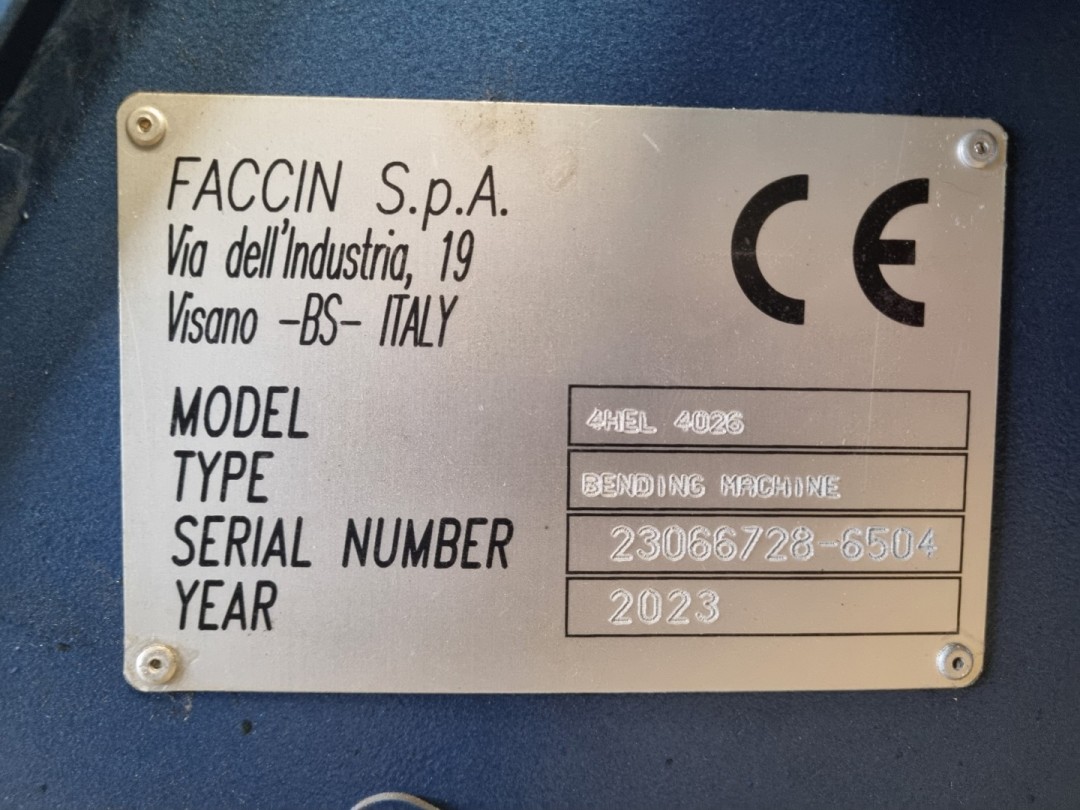 FACCIN S.p.A.
Via dell'Industria, 19
Visano -BS- ITALY
CE
MODEL 4HEL 4026
TYPE BENDING MACHINE
SERIAL NUMBER 23066728-6504
YEAR 2023